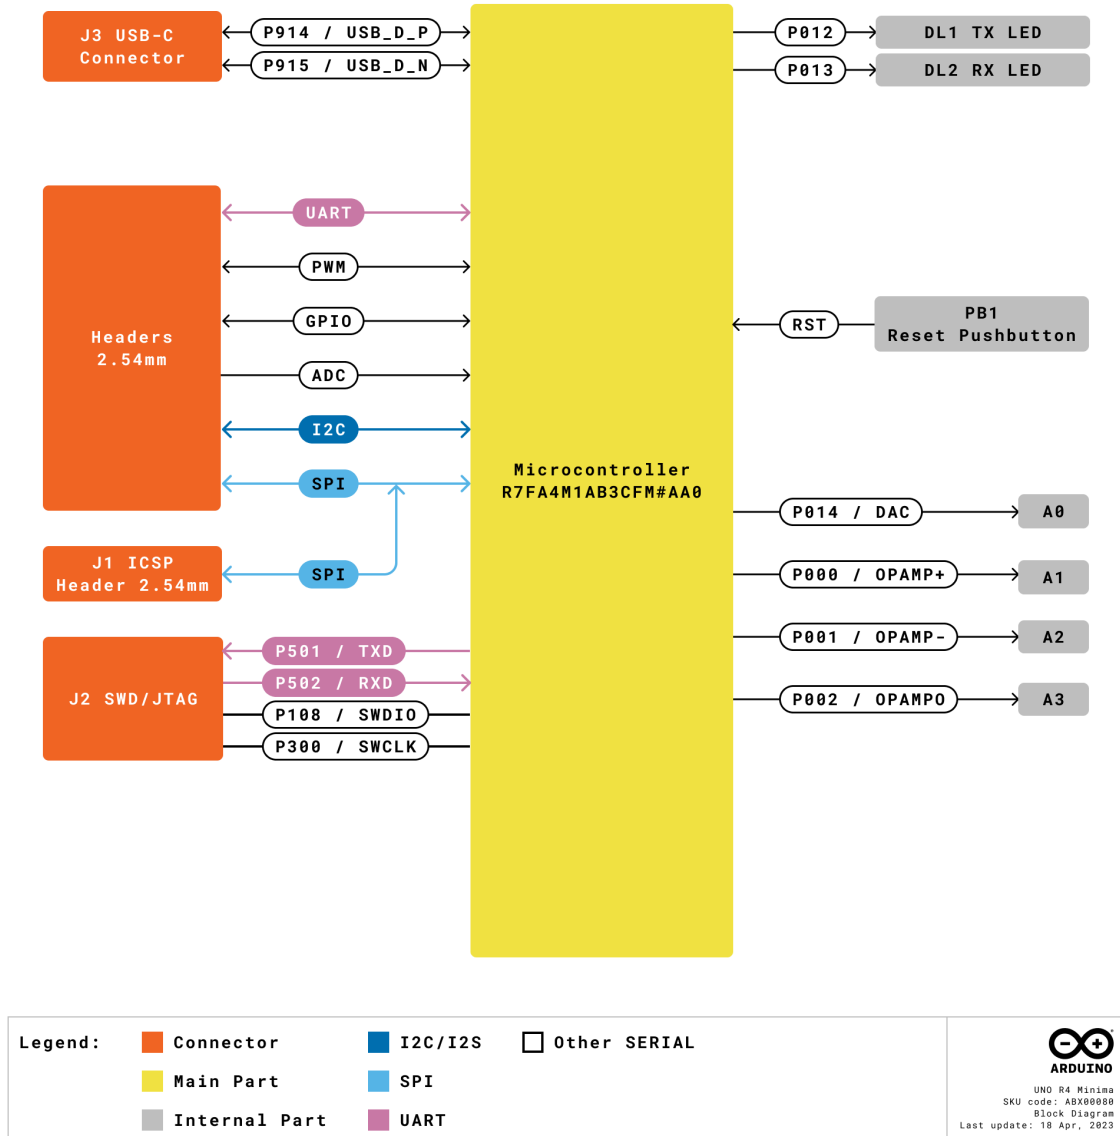 J3 USB-C
Connector
P914 / USB_D_P
P915 / USB_D_N
P012
DL1 TX LED
P013
DL2 RX LED
Headers
2.54mm
UART
PWM
GPIO
ADC
I2C
SPI
J1 ICSP
Header 2.54mm
SPI
J2 SWD/JTAG
P501 / TXD
P502 / RXD
P108 / SWDIO
P300 / SWCLK
Microcontroller
R7FA4M1AB3CFM#AA0
RST
PB1
Reset Pushbutton
P014 / DAC
A0
P000 / OPAMP+
A1
P001 / OPAMP-
A2
P002 / OPAMPO
A3
Legend:
Connector
Main Part
Internal Part
I2C/I2S
SPI
UART
Other SERIAL
ARDUINO
UNO R4 Minima
SKU code: ABX00080
Block Diagram
Last update: 18 Apr, 2023